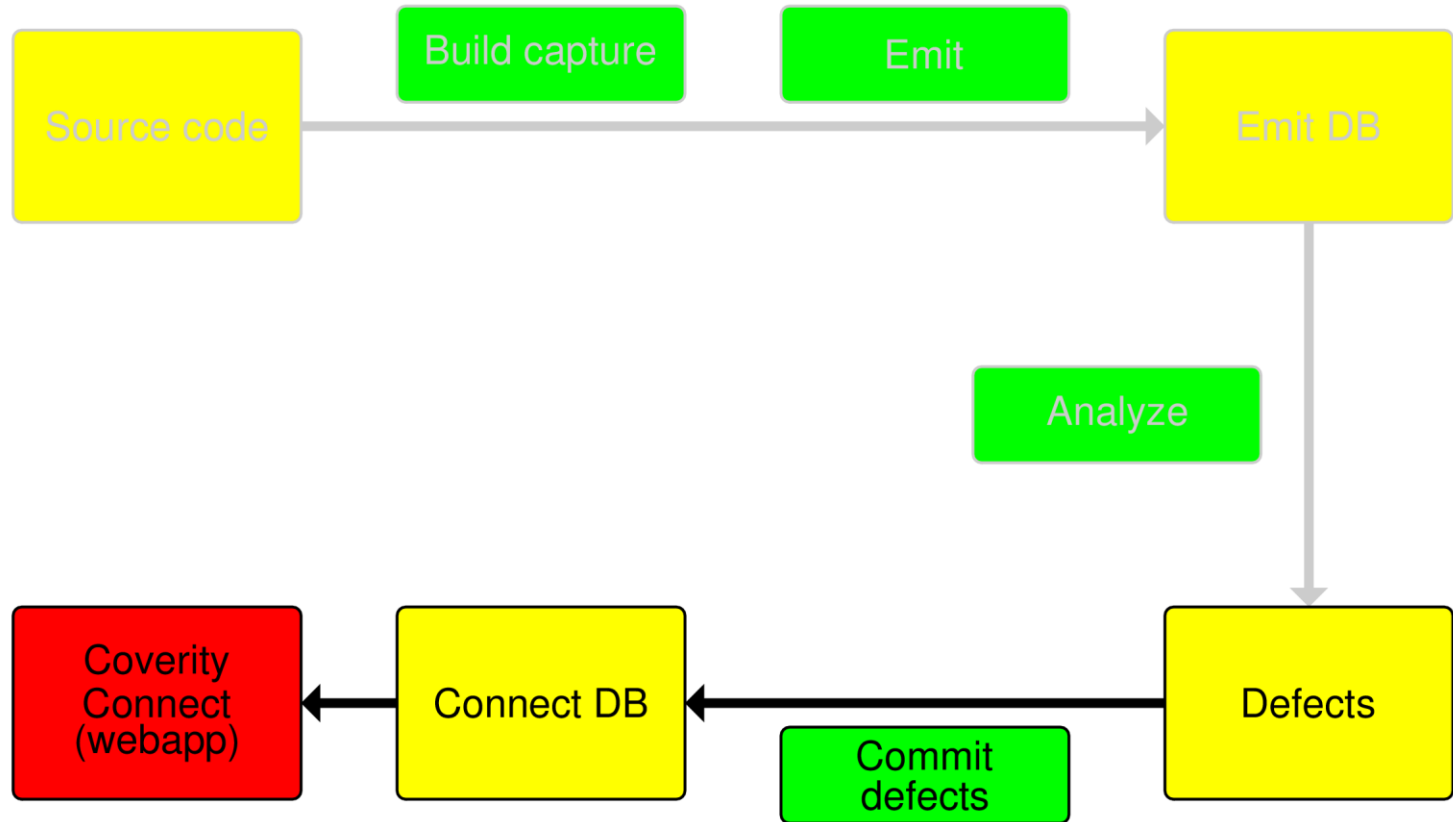 Build capture
Emit
Source code
Emit DB
Analyze
Coverity
Connect
(webapp)
Connect DB
Defects
Commit
defects